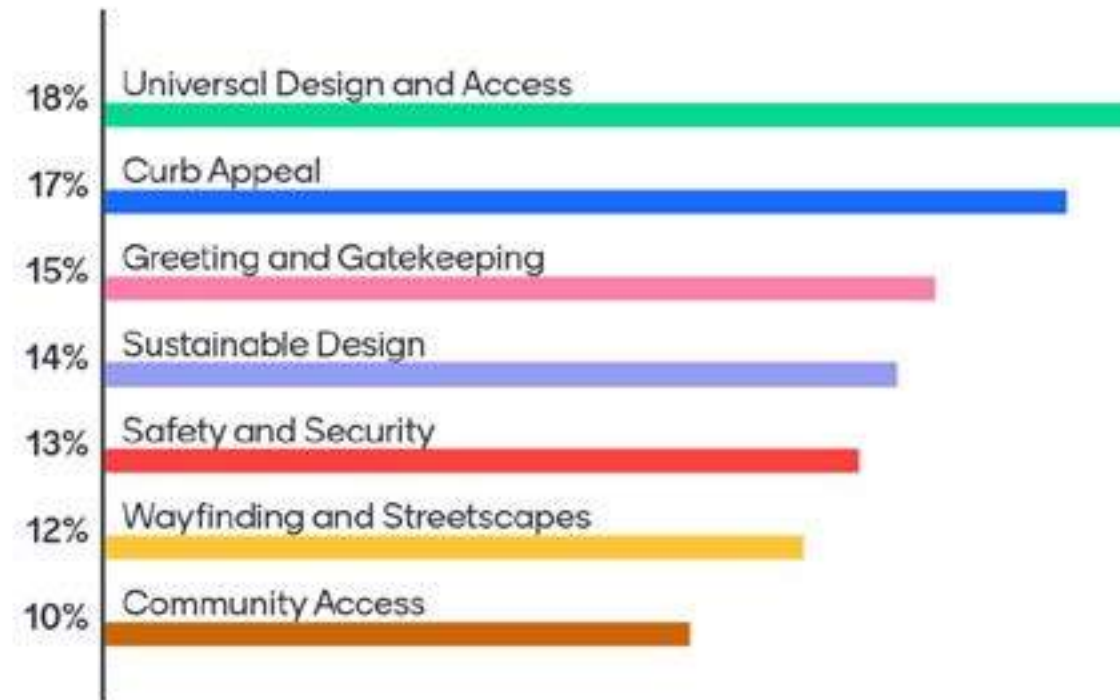 18% Universal Design and Access
17% Curb Appeal
15% Greeting and Gatekeeping
14% Sustainable Design
13% Safety and Security
12% Wayfinding and Streetscapes
10% Community Access